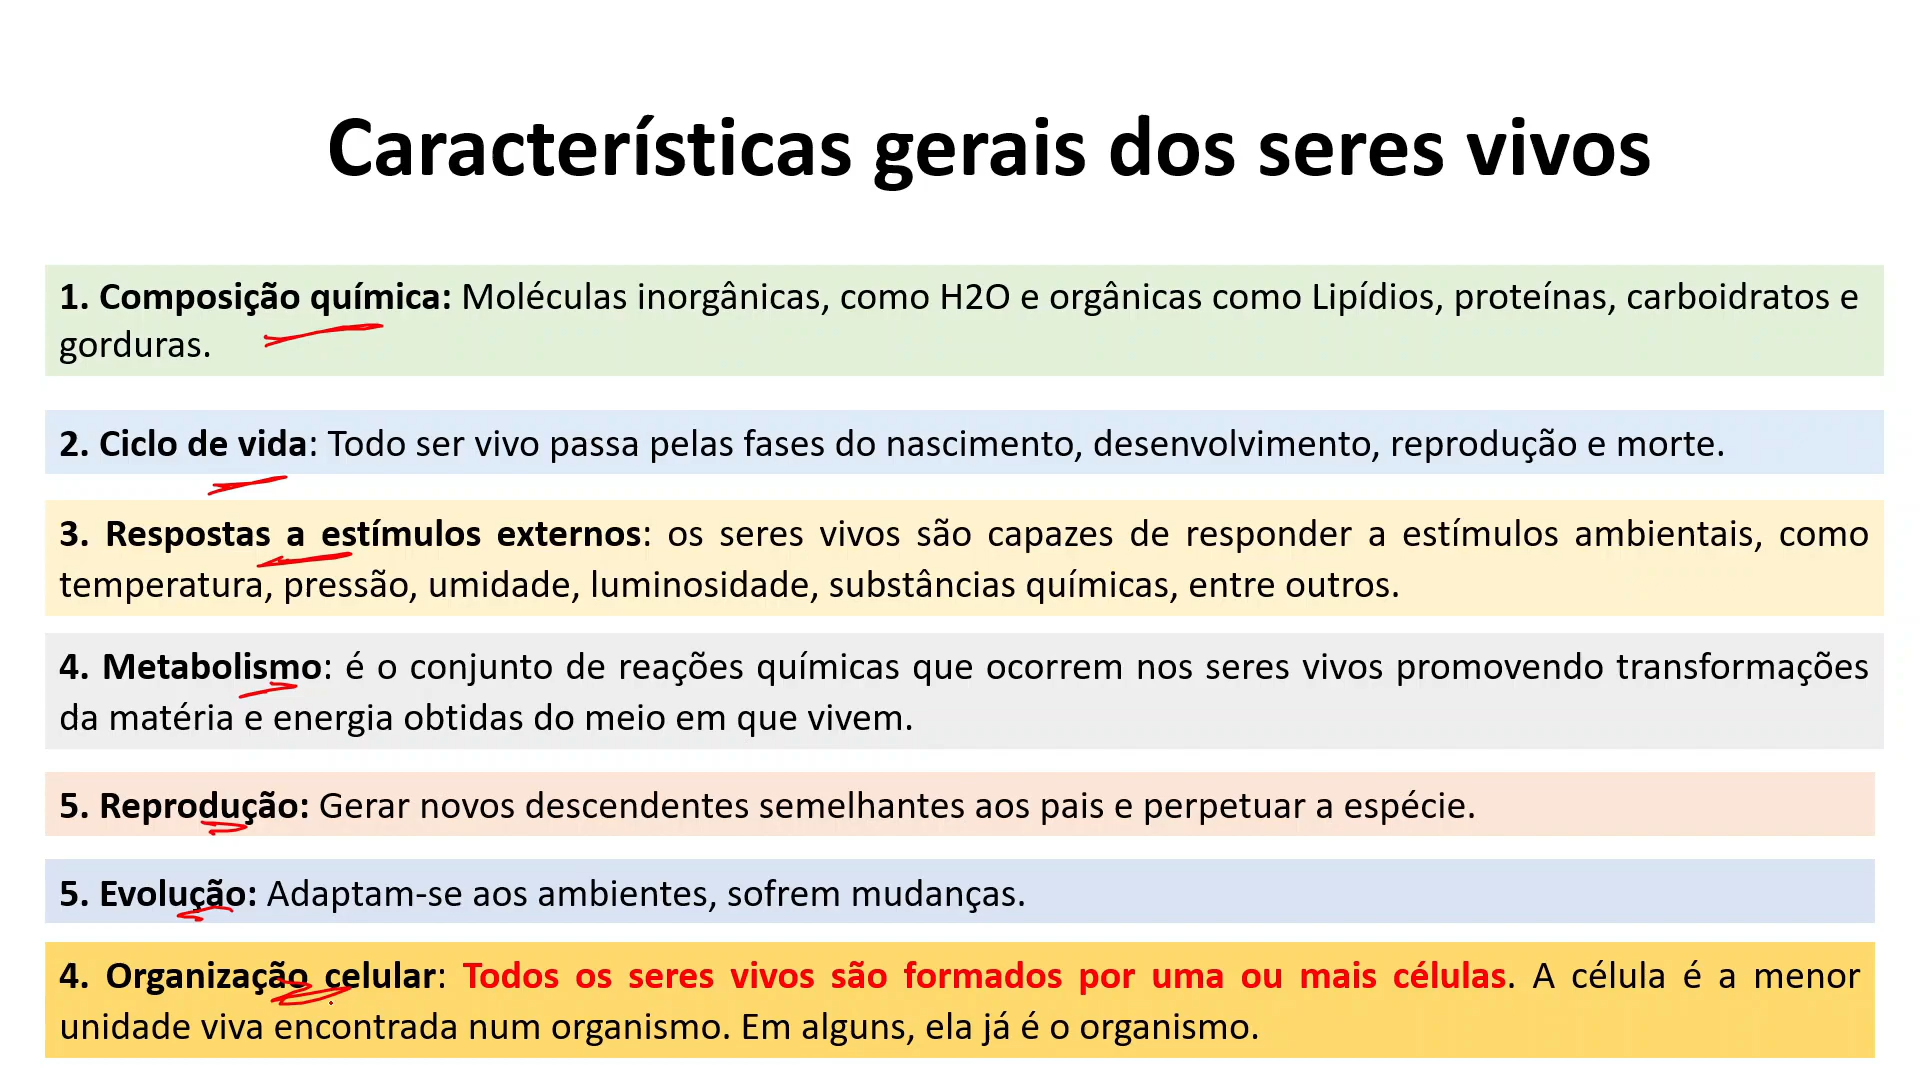 Características gerais dos seres vivos
1. Composição química: Moléculas inorgânicas, como H2O e orgânicas como Lipídios, proteínas, carboidratos e
gorduras.
2. Ciclo de vida: Todo ser vivo passa pelas fases do nascimento, desenvolvimento, reprodução e morte.
3. Respostas a estímulos externos: os seres vivos são capazes de responder a estímulos ambientais, como
temperatura, pressão, umidade, luminosidade, substâncias químicas, entre outros.
4. Metabolismo: é o conjunto de reações químicas que ocorrem nos seres vivos promovendo transformações
da matéria e energia obtidas do meio em que vivem.
5. Reprodução: Gerar novos descendentes semelhantes aos pais e perpetuar a espécie.
5. Evolução: Adaptam-se aos ambientes, sofrem mudanças.
4. Organização celular: Todos os seres vivos são formados por uma ou mais células. A célula é a menor
unidade viva encontrada num organismo. Em alguns, ela já é o organismo.